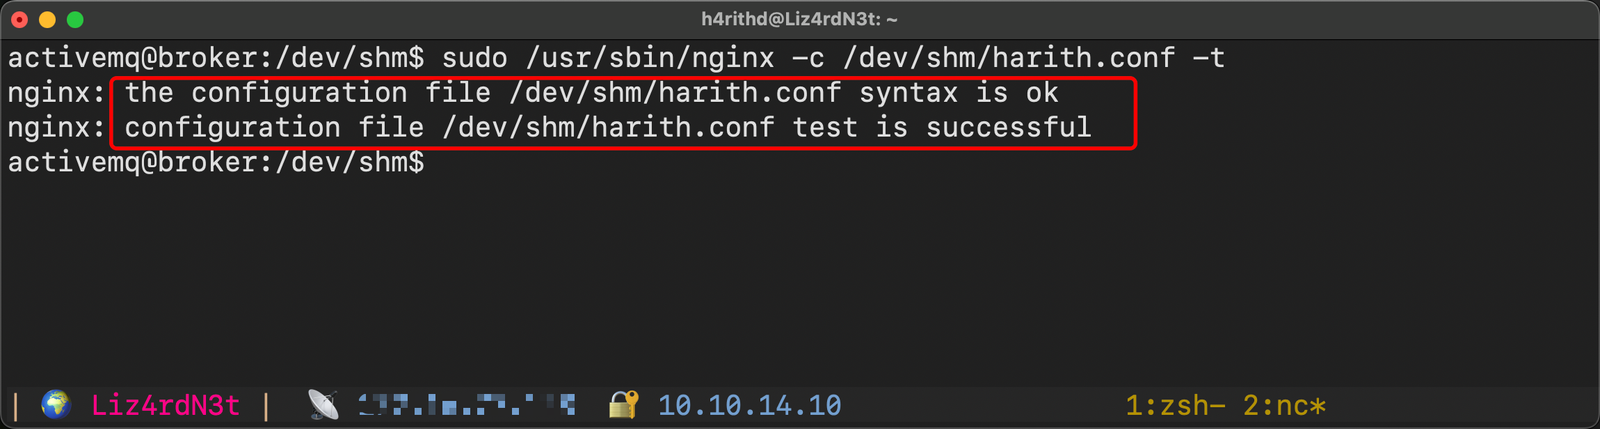 h4rithd@Liz4rdN3t: ~
activemq@broker:/dev/shm$ sudo /usr/sbin/nginx -c /dev/shm/harith.conf -t
nginx: the configuration file /dev/shm/harith.conf syntax is ok
nginx: configuration file /dev/shm/harith.conf test is successful
activemq@broker:/dev/shm$
| Liz4rdN3t | 10.10.14.10 1:zsh- 2:nc*